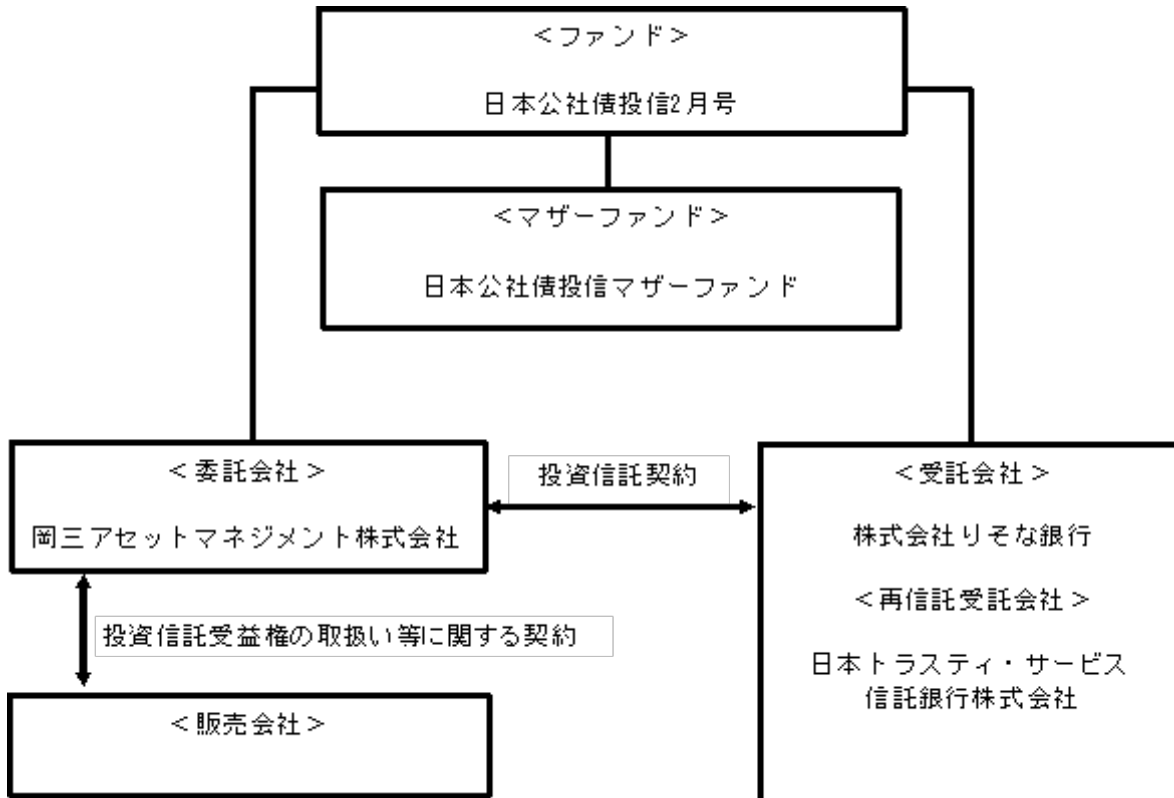 ＜ファンド＞
日本公社債投信2月号
＜マザーファンド＞
日本公社債投信マザーファンド
＜委託会社＞
岡三アセットマネジメント株式会社
投資信託契約
＜受託会社＞
株式会社りそな銀行
＜再信託受託会社＞
日本トラスティ・サービス
信託銀行株式会社
投資信託受益権の取扱い等に関する契約
＜販売会社＞